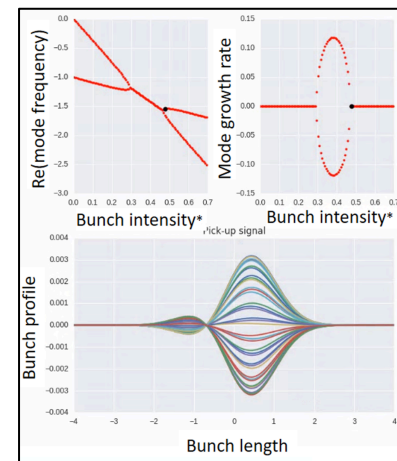 Re(mode frequency)
0.0
−0.5
−1.0
−1.5
−2.0
−2.5
−3.0
0.0 0.1 0.2 0.3 0.4 0.5 0.6 0.7
Bunch intensity*
Mode growth rate
0.15
0.10
0.05
0.00
−0.05
−0.10
−0.15
0.0 0.1 0.2 0.3 0.4 0.5 0.6 0.7
Bunch intensity*
Pick-up signal
Bunch profile
0.004
0.003
0.002
0.001
0.000
−0.001
−0.002
−0.003
−0.004
−4 −3 −2 −1 0 1 2 3 4
Bunch length